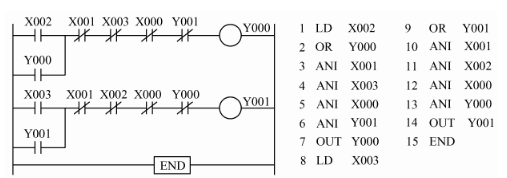 X002 X001 X003 X000 Y001
Y000
Y000
X003 X001 X002 X000 Y000
Y001
Y001
END
1 LD X002
2 OR Y000
3 ANI X001
4 ANI X003
5 ANI X000
6 ANI Y001
7 OUT Y000
8 LD X003
9 OR Y001
10 ANI X001
11 ANI X002
12 ANI X000
13 ANI Y000
14 OUT Y001
15 END